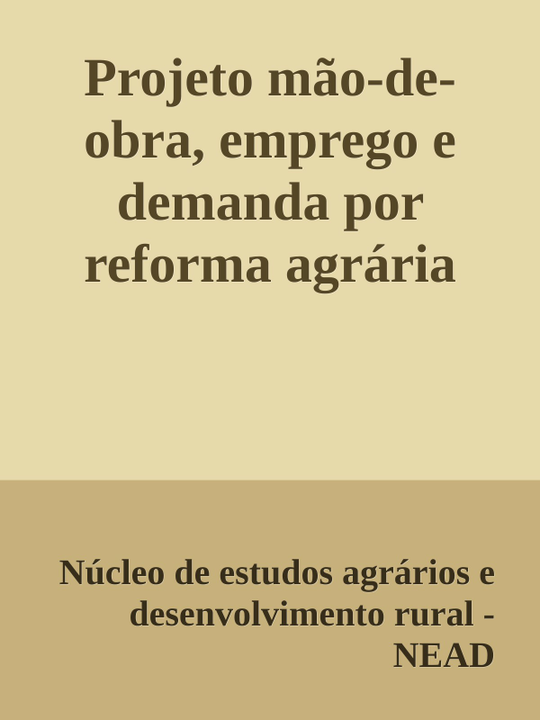 Projeto mão-de-
obra, emprego e
demanda por
reforma agrária
Núcleo de estudos agrários e
desenvolvimento rural -
NEAD